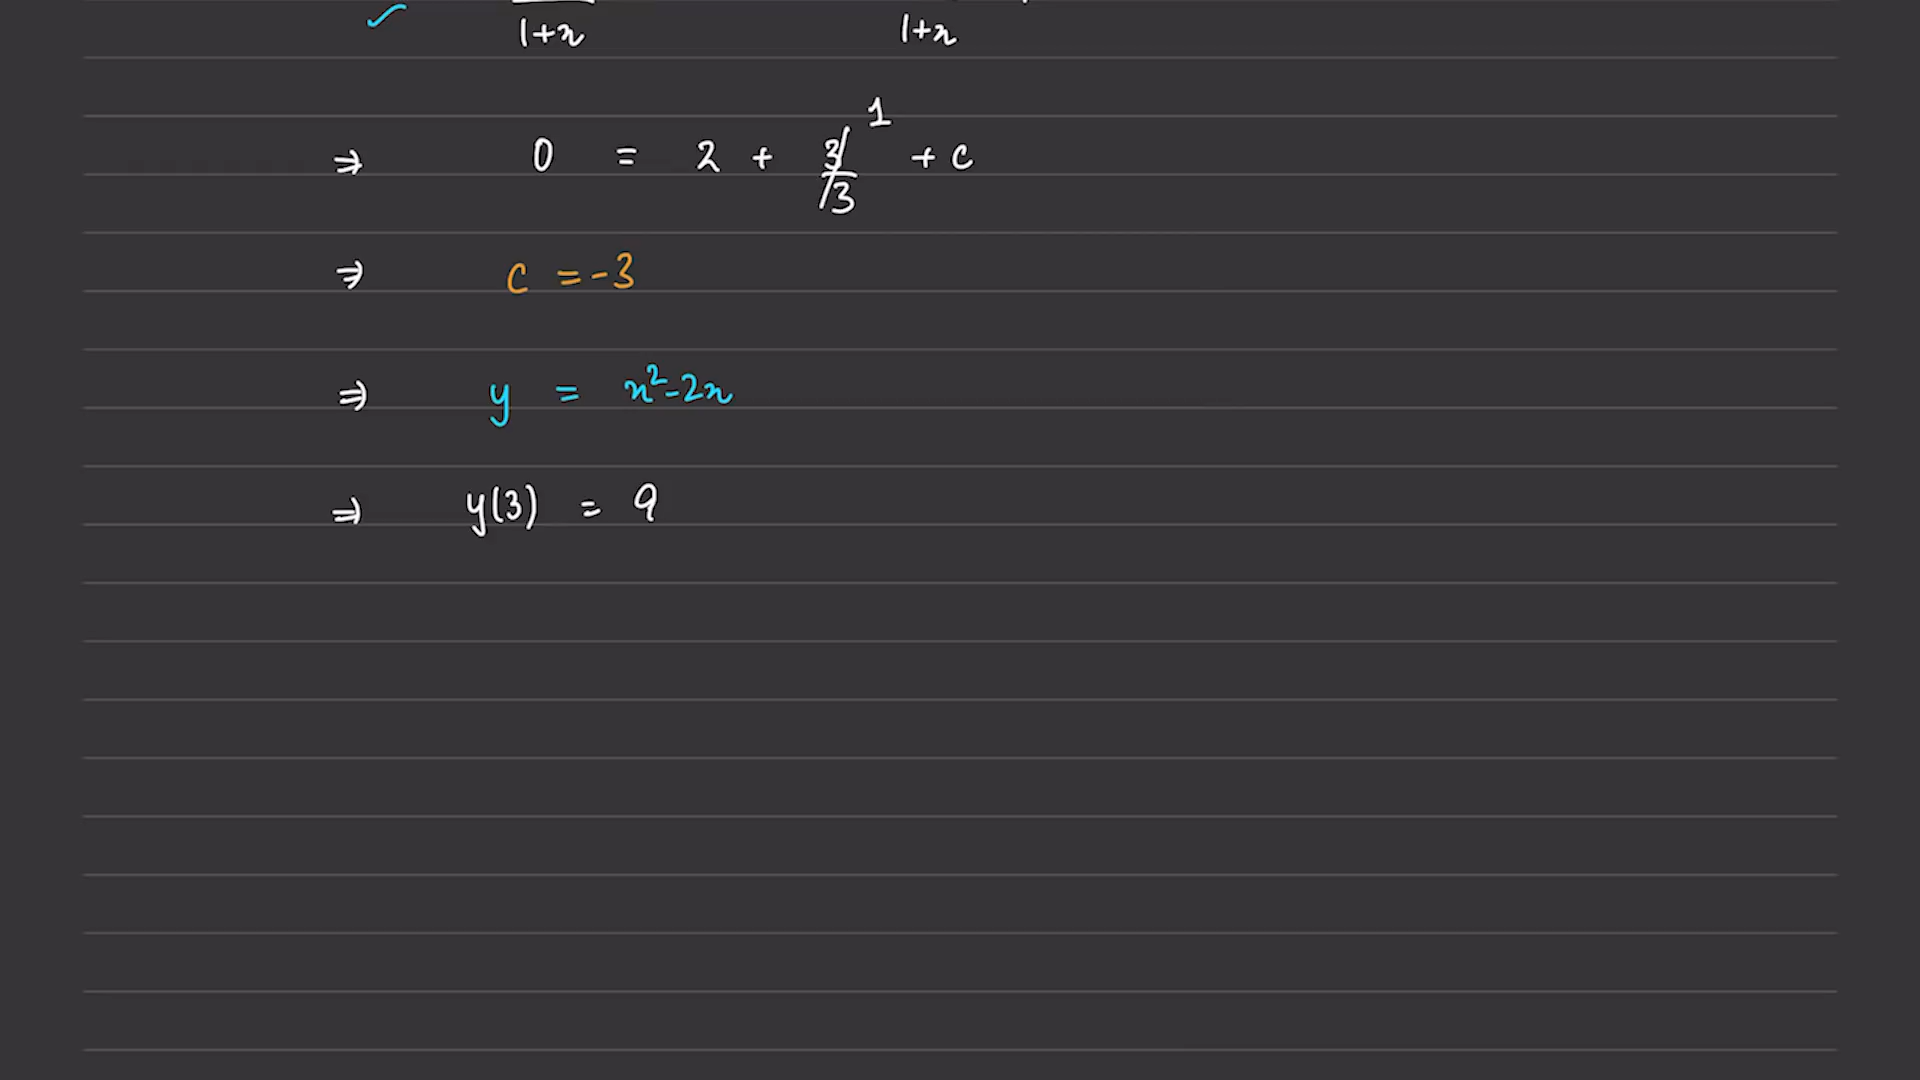 1+x 1+x
⇒ 0 = 2 + 3/3 1 + c
⇒ c = -3
⇒ y = x²-2x
⇒ y(3) = 9